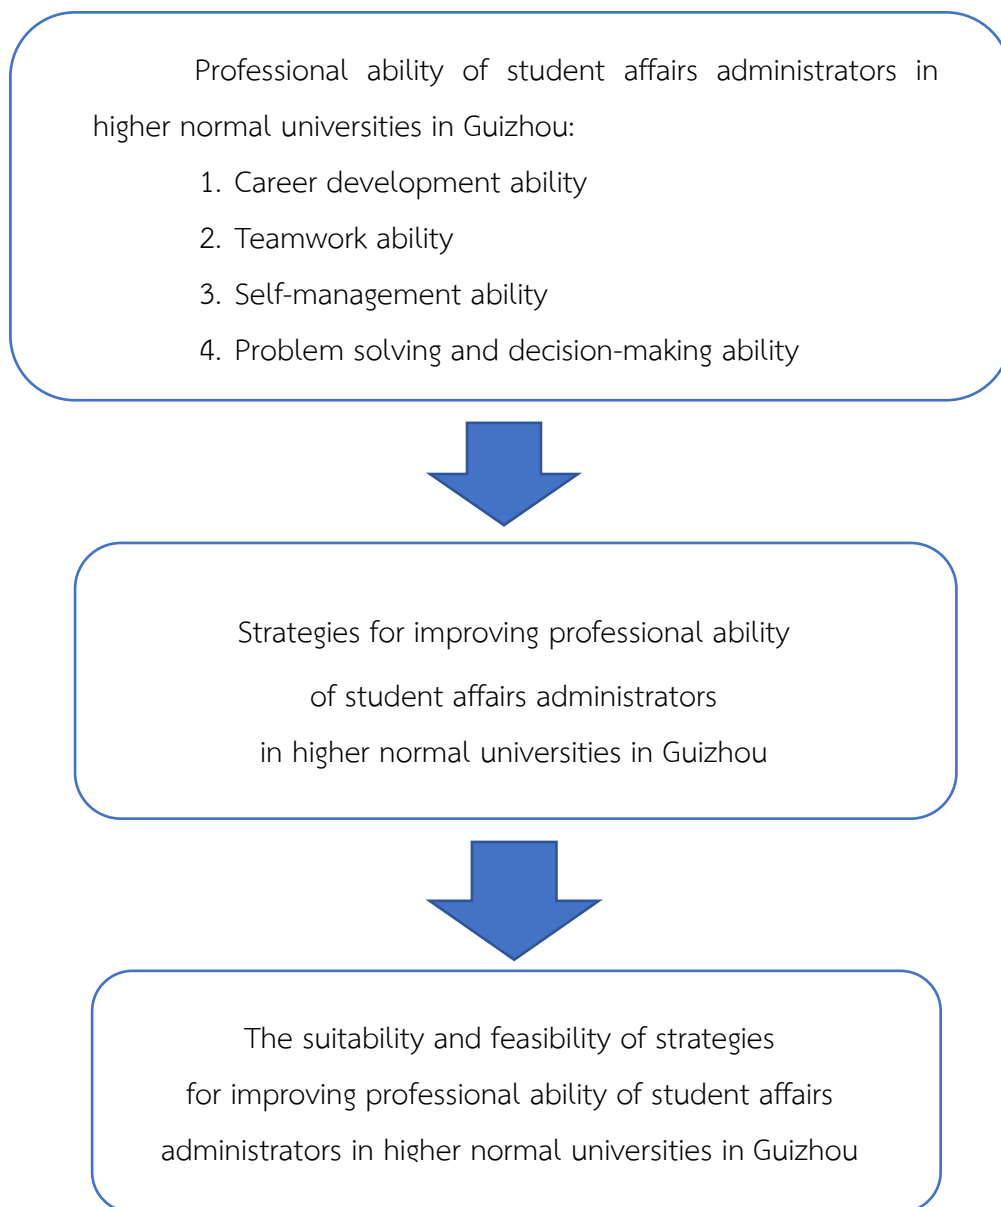 Professional ability of student affairs administrators in
higher normal universities in Guizhou:
1. Career development ability
2. Teamwork ability
3. Self-management ability
4. Problem solving and decision-making ability
Strategies for improving professional ability
of student affairs administrators
in higher normal universities in Guizhou
The suitability and feasibility of strategies
for improving professional ability of student affairs
administrators in higher normal universities in Guizhou